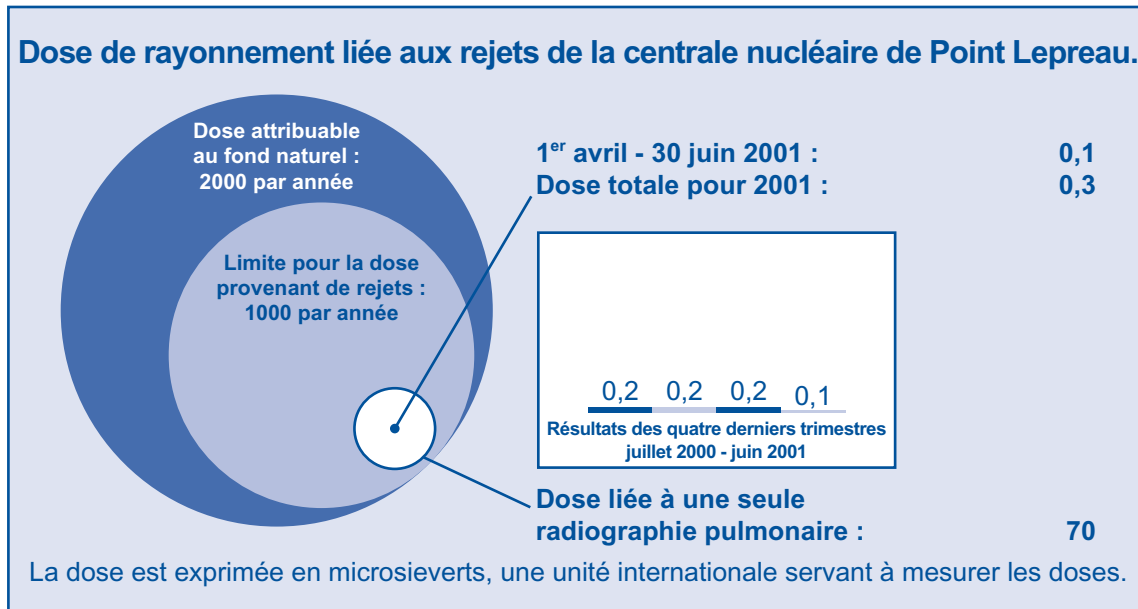 Dose de rayonnement liée aux rejets de la centrale nucléaire de Point Lepreau.
Dose attribuable
au fond naturel :
2000 par année
Limite pour la dose
provenant de rejets :
1000 par année
1er avril - 30 juin 2001 : 0,1
Dose totale pour 2001 : 0,3
0,2 0,2 0,2 0,1
Résultats des quatre derniers trimestres
juillet 2000 - juin 2001
Dose liée à une seule
radiographie pulmonaire : 70
La dose est exprimée en microsieverts, une unité internationale servant à mesurer les doses.